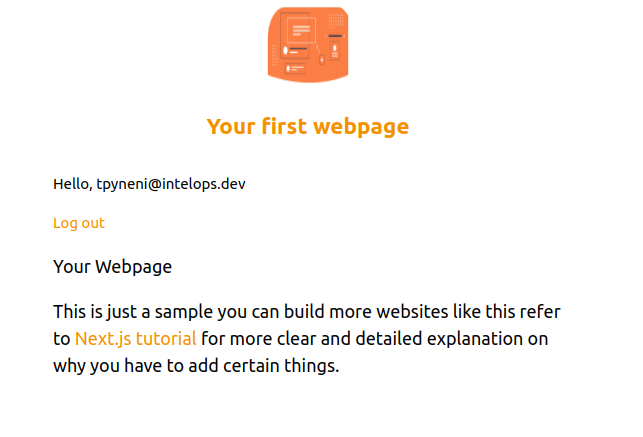 Your first webpage
Hello, tpyneni@intelops.dev
Log out
Your Webpage
This is just a sample you can build more websites like this refer
to Next.js tutorial for more clear and detailed explanation on
why you have to add certain things.